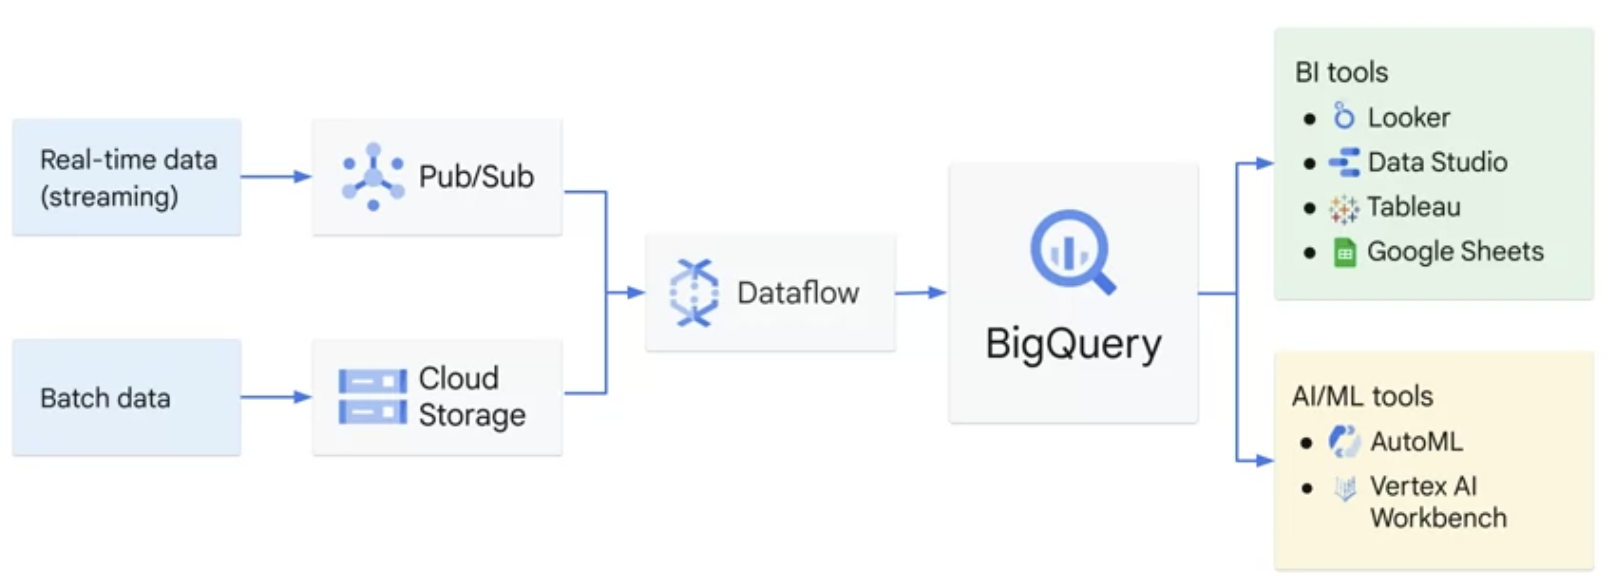 Real-time data
(streaming)
Pub/Sub
Batch data
Cloud
Storage
Dataflow
BigQuery
BI tools
Looker
Data Studio
Tableau
Google Sheets
AI/ML tools
AutoML
Vertex AI
Workbench